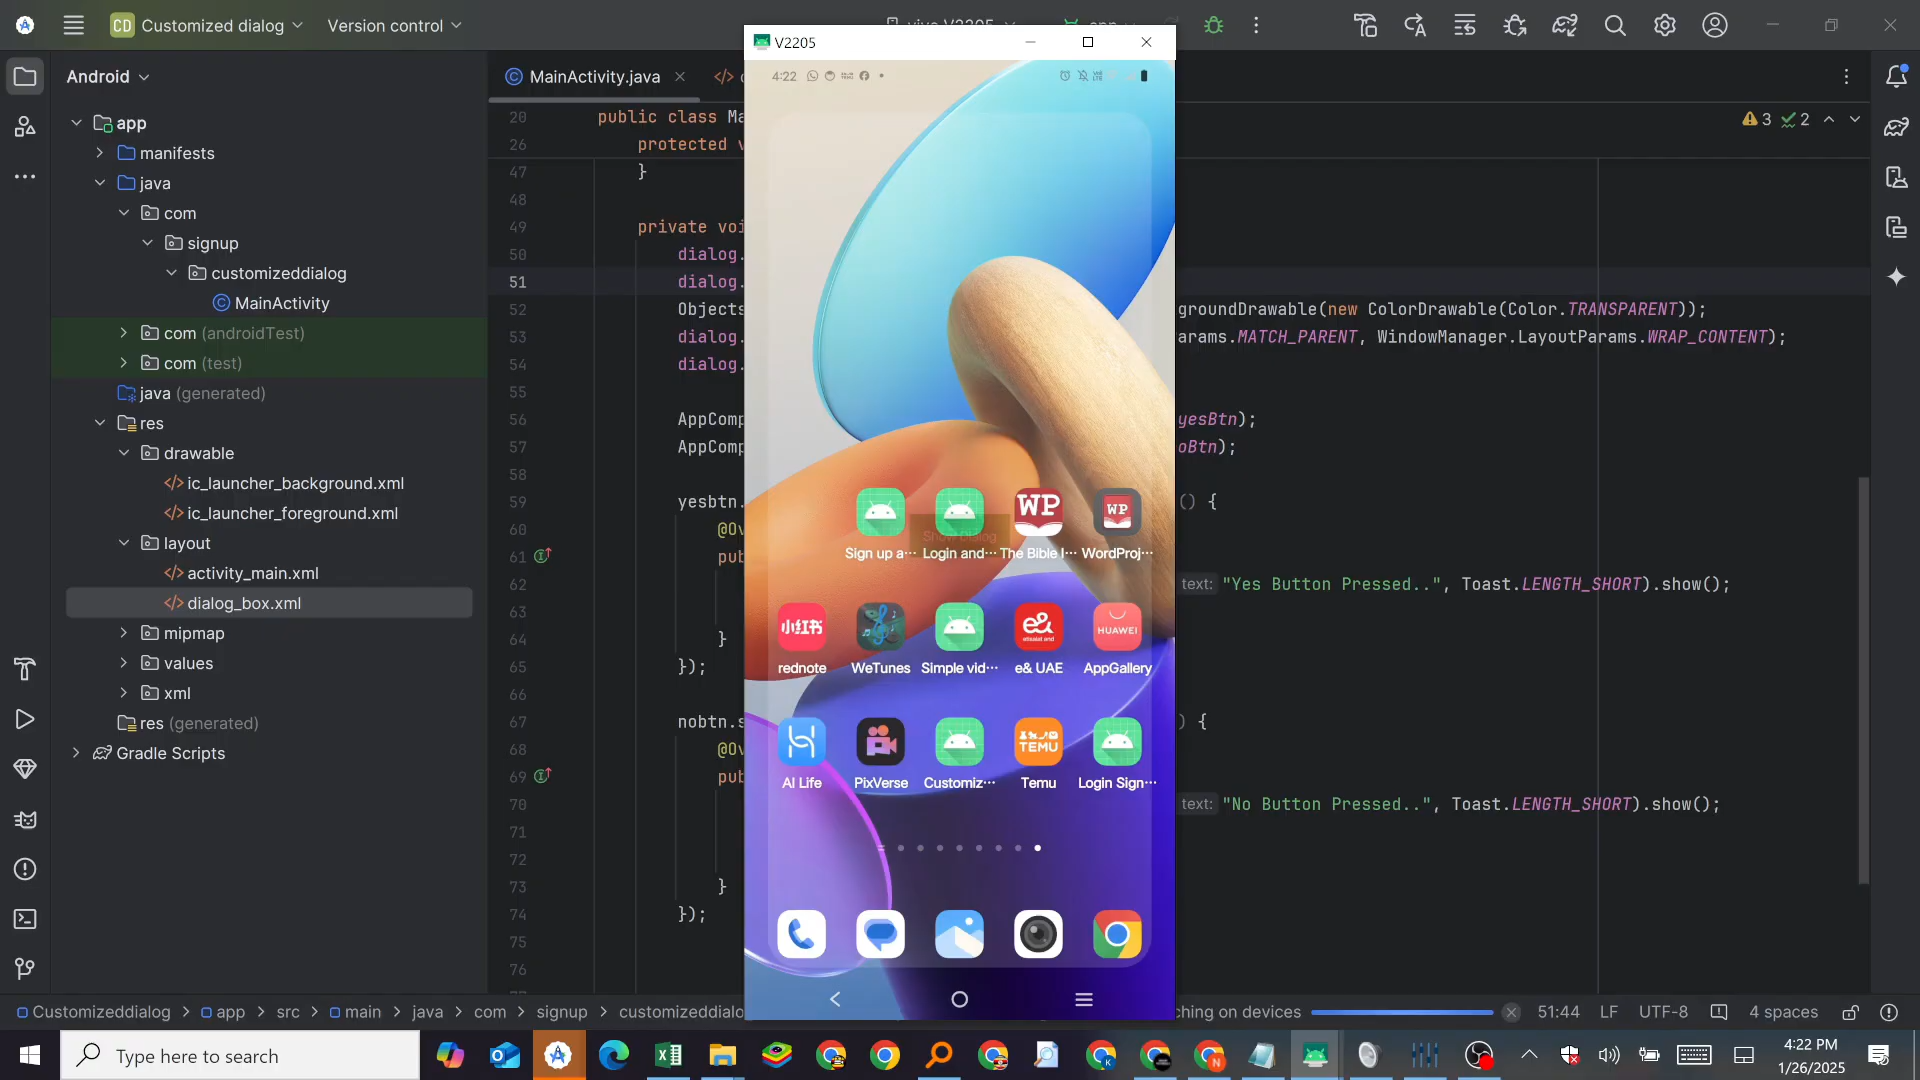 CD Customized dialog Version control
Android
app
manifests
java
com
signup
customizeddialog
MainActivity
com (androidTest)
com (test)
java (generated)
res
drawable
ic_launcher_background.xml
ic_launcher_foreground.xml
layout
activity_main.xml
dialog_box.xml
mipmap
values
xml
res (generated)
Gradle Scripts
MainActivity.java
3 2
20 public class Ma
26 protected v
47 }
48
49 private voi
50 dialog.
51 dialog.
52 Objects groundDrawable(new ColorDrawable(Color.TRANSPARENT));
53 dialog. arams.MATCH_PARENT, WindowManager.LayoutParams.WRAP_CONTENT);
54 dialog.
55
56 AppComp yesBtn);
57 AppComp oBtn);
58
59 yesbtn. () {
60 @Ov
61 pub
62 text: "Yes Button Pressed..", Toast.LENGTH_SHORT).show();
63
64 }
65 });
66
67 nobtn.s ) {
68 @Ov
69 pub
70 text: "No Button Pressed..", Toast.LENGTH_SHORT).show();
71
72
73 }
74 });
75
76
V2205
4:22
Show Dialog
Sign up a··· Login and··· The Bible I··· WordProj···
WP WP
小红书 e& HUAWEI
rednote WeTunes Simple vid··· e& UAE AppGallery
TEMU
AI Life PixVerse Customiz··· Temu Login Sign···
Customizeddialog app src main java com signup customizeddialo ching on devices 51:44 LF UTF-8 4 spaces
Type here to search
4:22 PM
1/26/2025